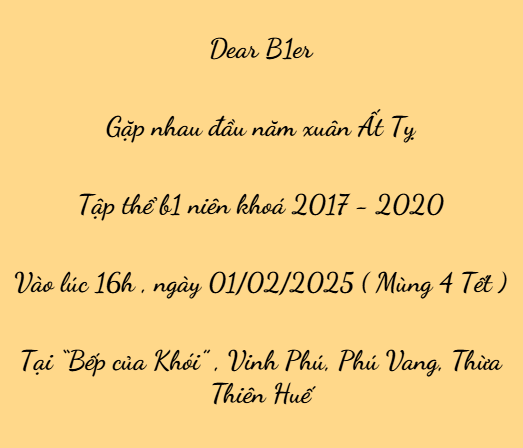 Dear B1er
Gặp nhau đầu năm xuân Ất Tỵ
Tập thể b1 niên khoá 2017 - 2020
Vào lúc 16h , ngày 01/02/2025 ( Mùng 4 Tết )
Tại "Bếp của Khói" , Vinh Phú, Phú Vang, Thừa
Thiên Huế